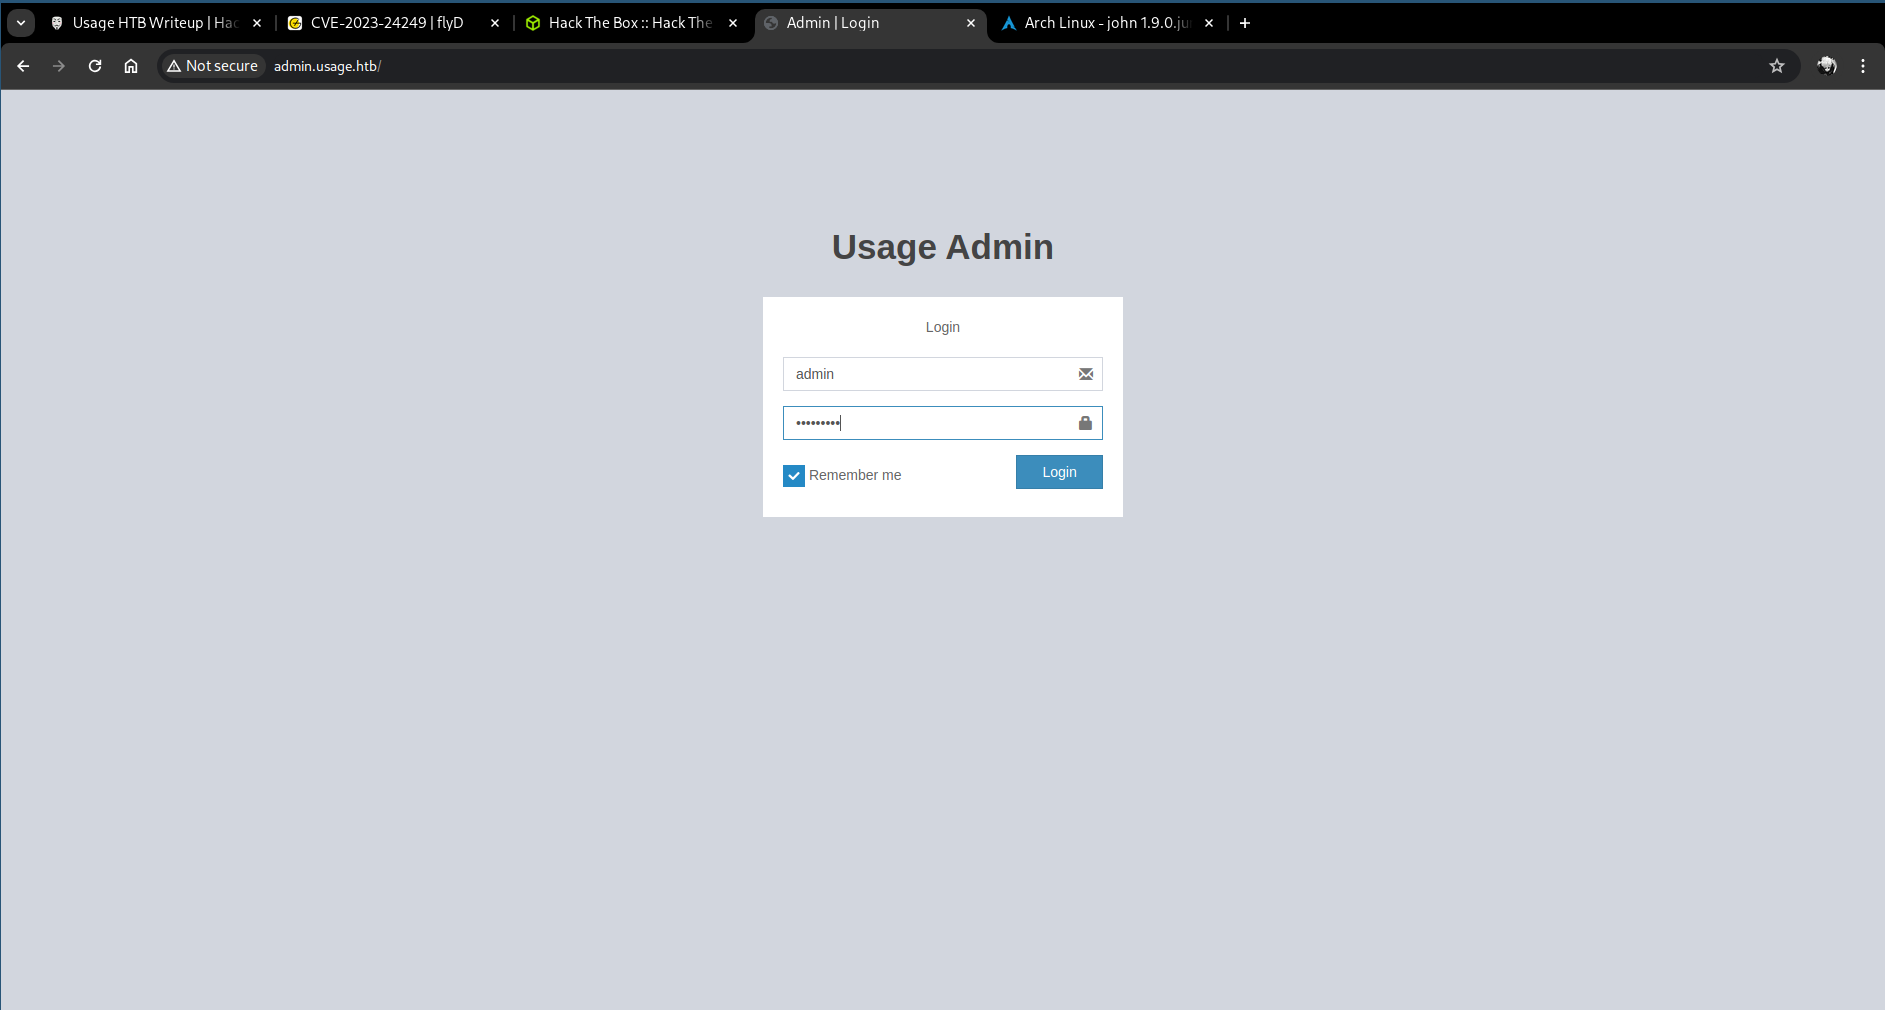 Usage HTB Writeup | Hac
CVE-2023-24249 | flyD
Hack The Box :: Hack The
Admin | Login
Arch Linux - john 1.9.0.ju
Not secure
admin.usage.htb/
Usage Admin
Login
admin
•••••••••
Remember me
Login